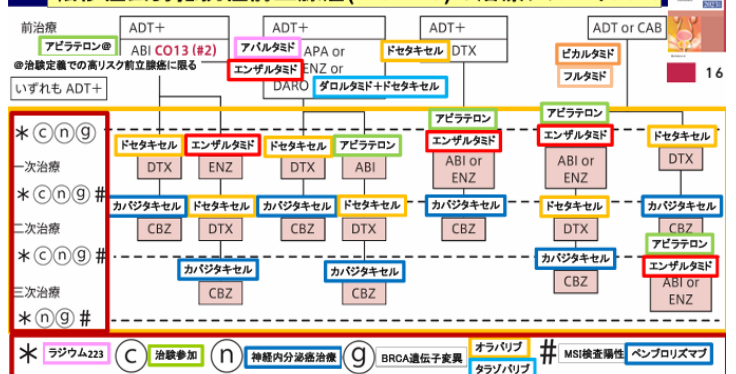 前治療
ADT+
ADT+
ADT+
ADT or CAB
アビラテロン@
ABI CO13 (#2)
アパルタミド
APA or
ドセタキセル
DTX
ビカルタミド
@治験定義での高リスク前立腺癌に限る
エンザルタミド
ENZ or
フルタミド
16
いずれも ADT+
DARO
ダロルタミド+ドセタキセル
アビラテロン
アビラテロン
*ⓒⓝⓖ
ドセタキセル
エンザルタミド
ドセタキセル
アビラテロン
エンザルタミド
エンザルタミド
ドセタキセル
一次治療
DTX
ENZ
DTX
ABI
ABI or
ENZ
ABI or
ENZ
DTX
*ⓒⓝⓖ#
カバジタキセル
ドセタキセル
カバジタキセル
ドセタキセル
カバジタキセル
ドセタキセル
カバジタキセル
二次治療
CBZ
DTX
CBZ
DTX
CBZ
DTX
CBZ
*ⓒⓝⓖ#
カバジタキセル
カバジタキセル
カバジタキセル
アビラテロン
エンザルタミド
三次治療
CBZ
CBZ
CBZ
ABI or
ENZ
*ⓝⓖ#
* ラジウム223 ⓒ 治験参加 ⓝ 神経内分泌癌治療 ⓖ BRCA遺伝子変異 オラパリブ # MSI検査陽性 ペンブロリズマブ
タラゾパリブ